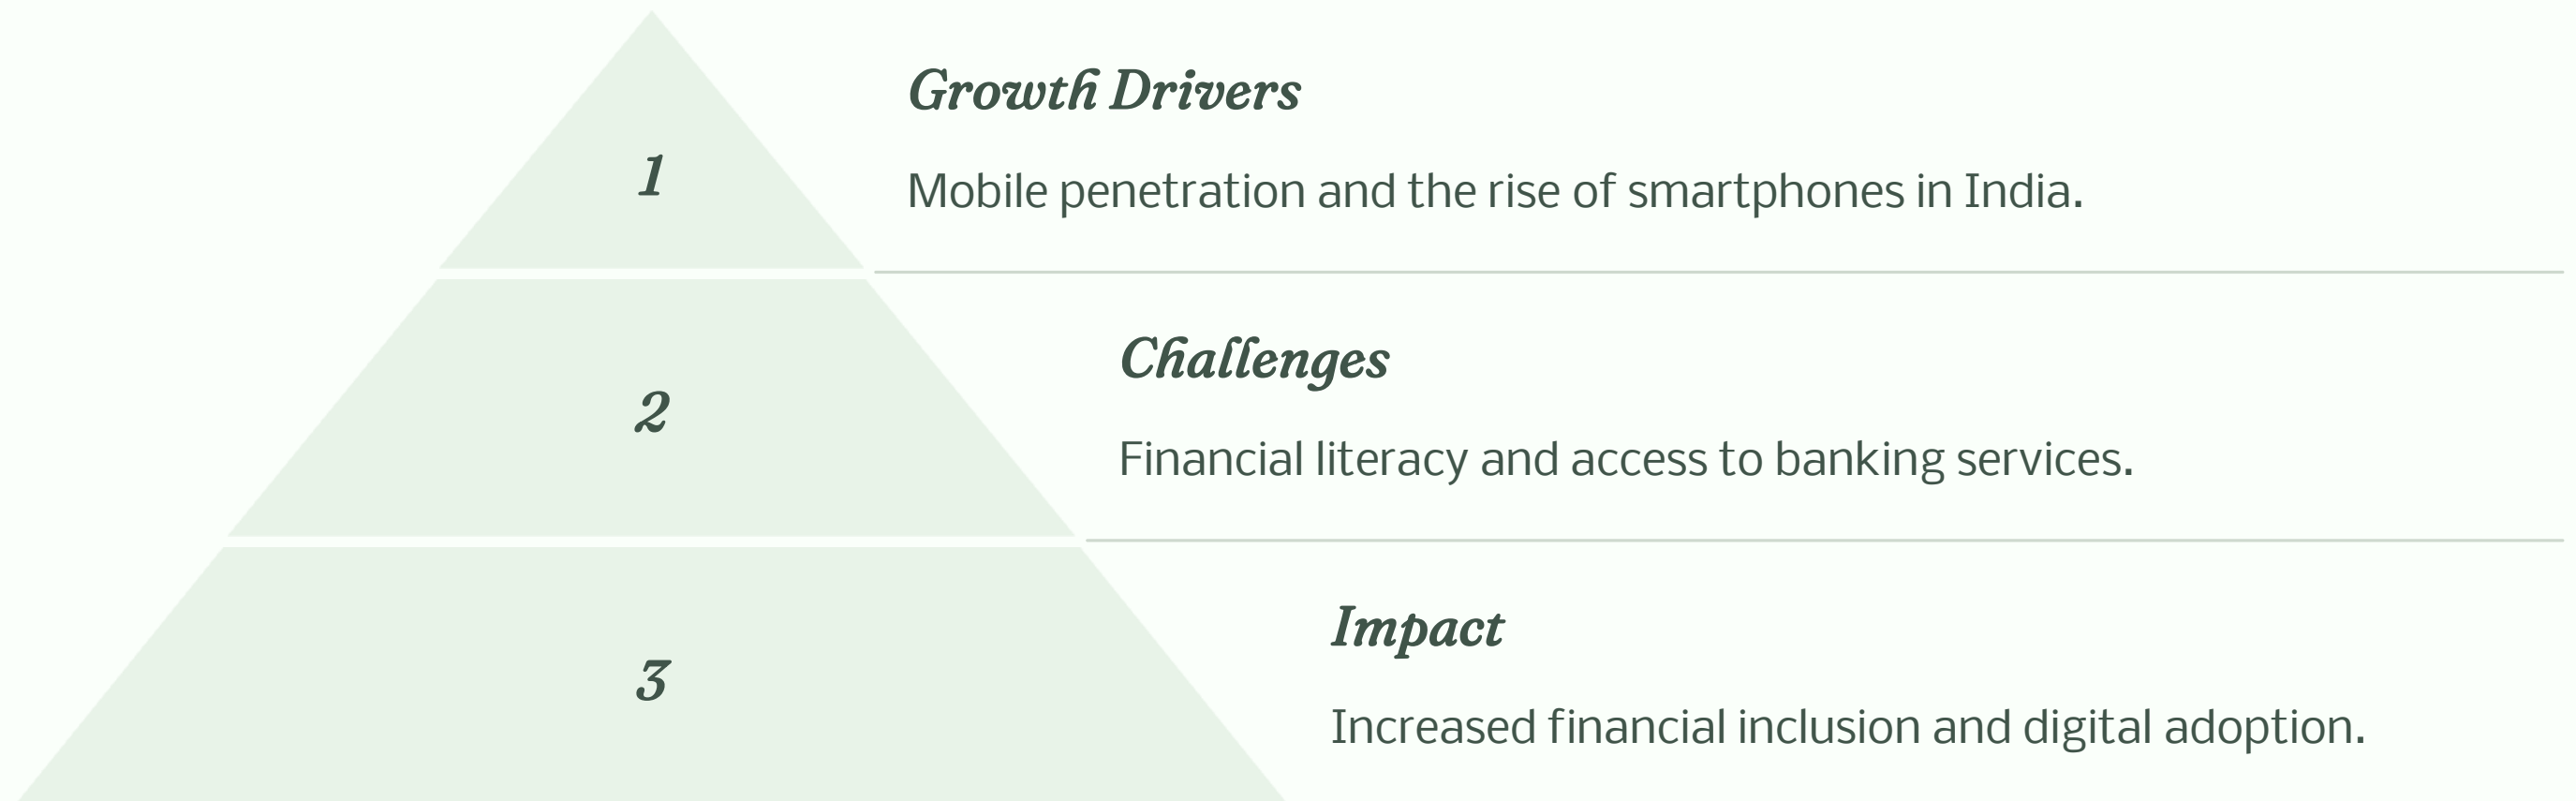 Growth Drivers
1
Mobile penetration and the rise of smartphones in India.
Challenges
2
Financial literacy and access to banking services.
Impact
3
Increased financial inclusion and digital adoption.